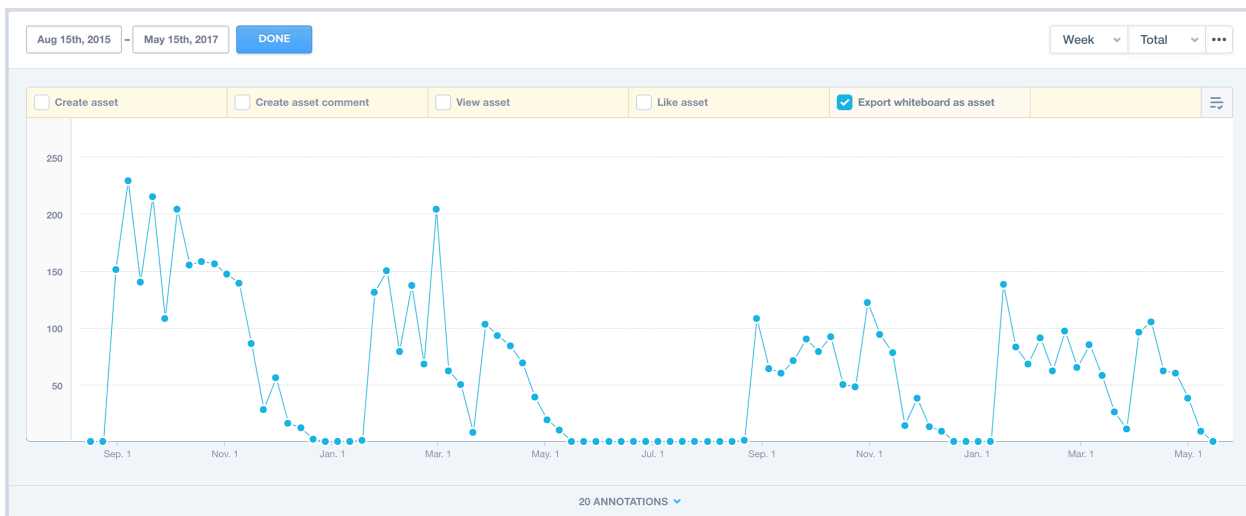 Aug 15th, 2015 – May 15th, 2017 DONE Week Total •••
Create asset Create asset comment View asset Like asset Export whiteboard as asset
250
200
150
100
50
Sep. 1 Nov. 1 Jan. 1 Mar. 1 May. 1 Jul. 1 Sep. 1 Nov. 1 Jan. 1 Mar. 1 May. 1
20 ANNOTATIONS